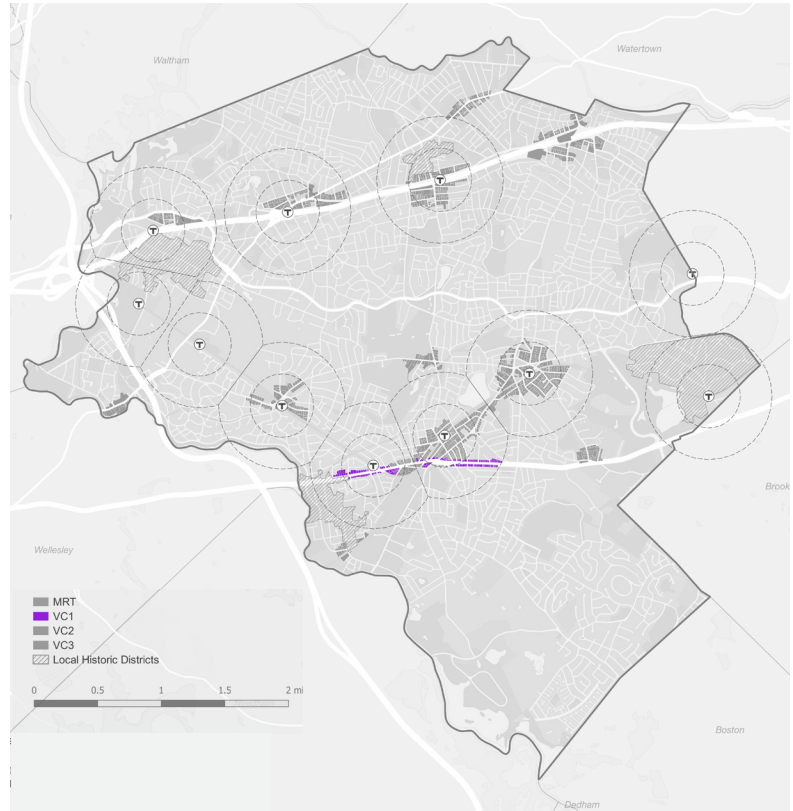 Waltham
Watertown
Brook
Wellesley
MRT
VC1
VC2
VC3
Local Historic Districts
0 0.5 1 1.5 2 mi
Boston
Dedham